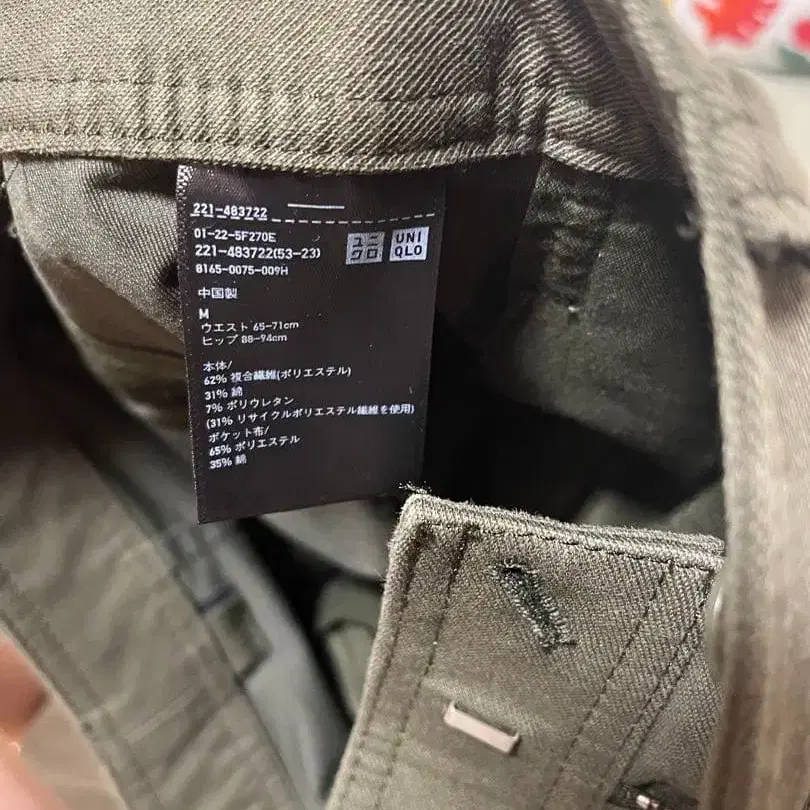 221-483722
01-22-5F270E
221-483722(53-23)
8165-0075-009H
ユニ
クロ
UNI
QLO
中国製
M
ウエスト 65-71cm
ヒップ 88-94cm
本体/
62% 複合繊維(ポリエステル)
31% 綿
7% ポリウレタン
(31% リサイクルポリエステル繊維を使用)
ポケット布/
65% ポリエステル
35% 綿